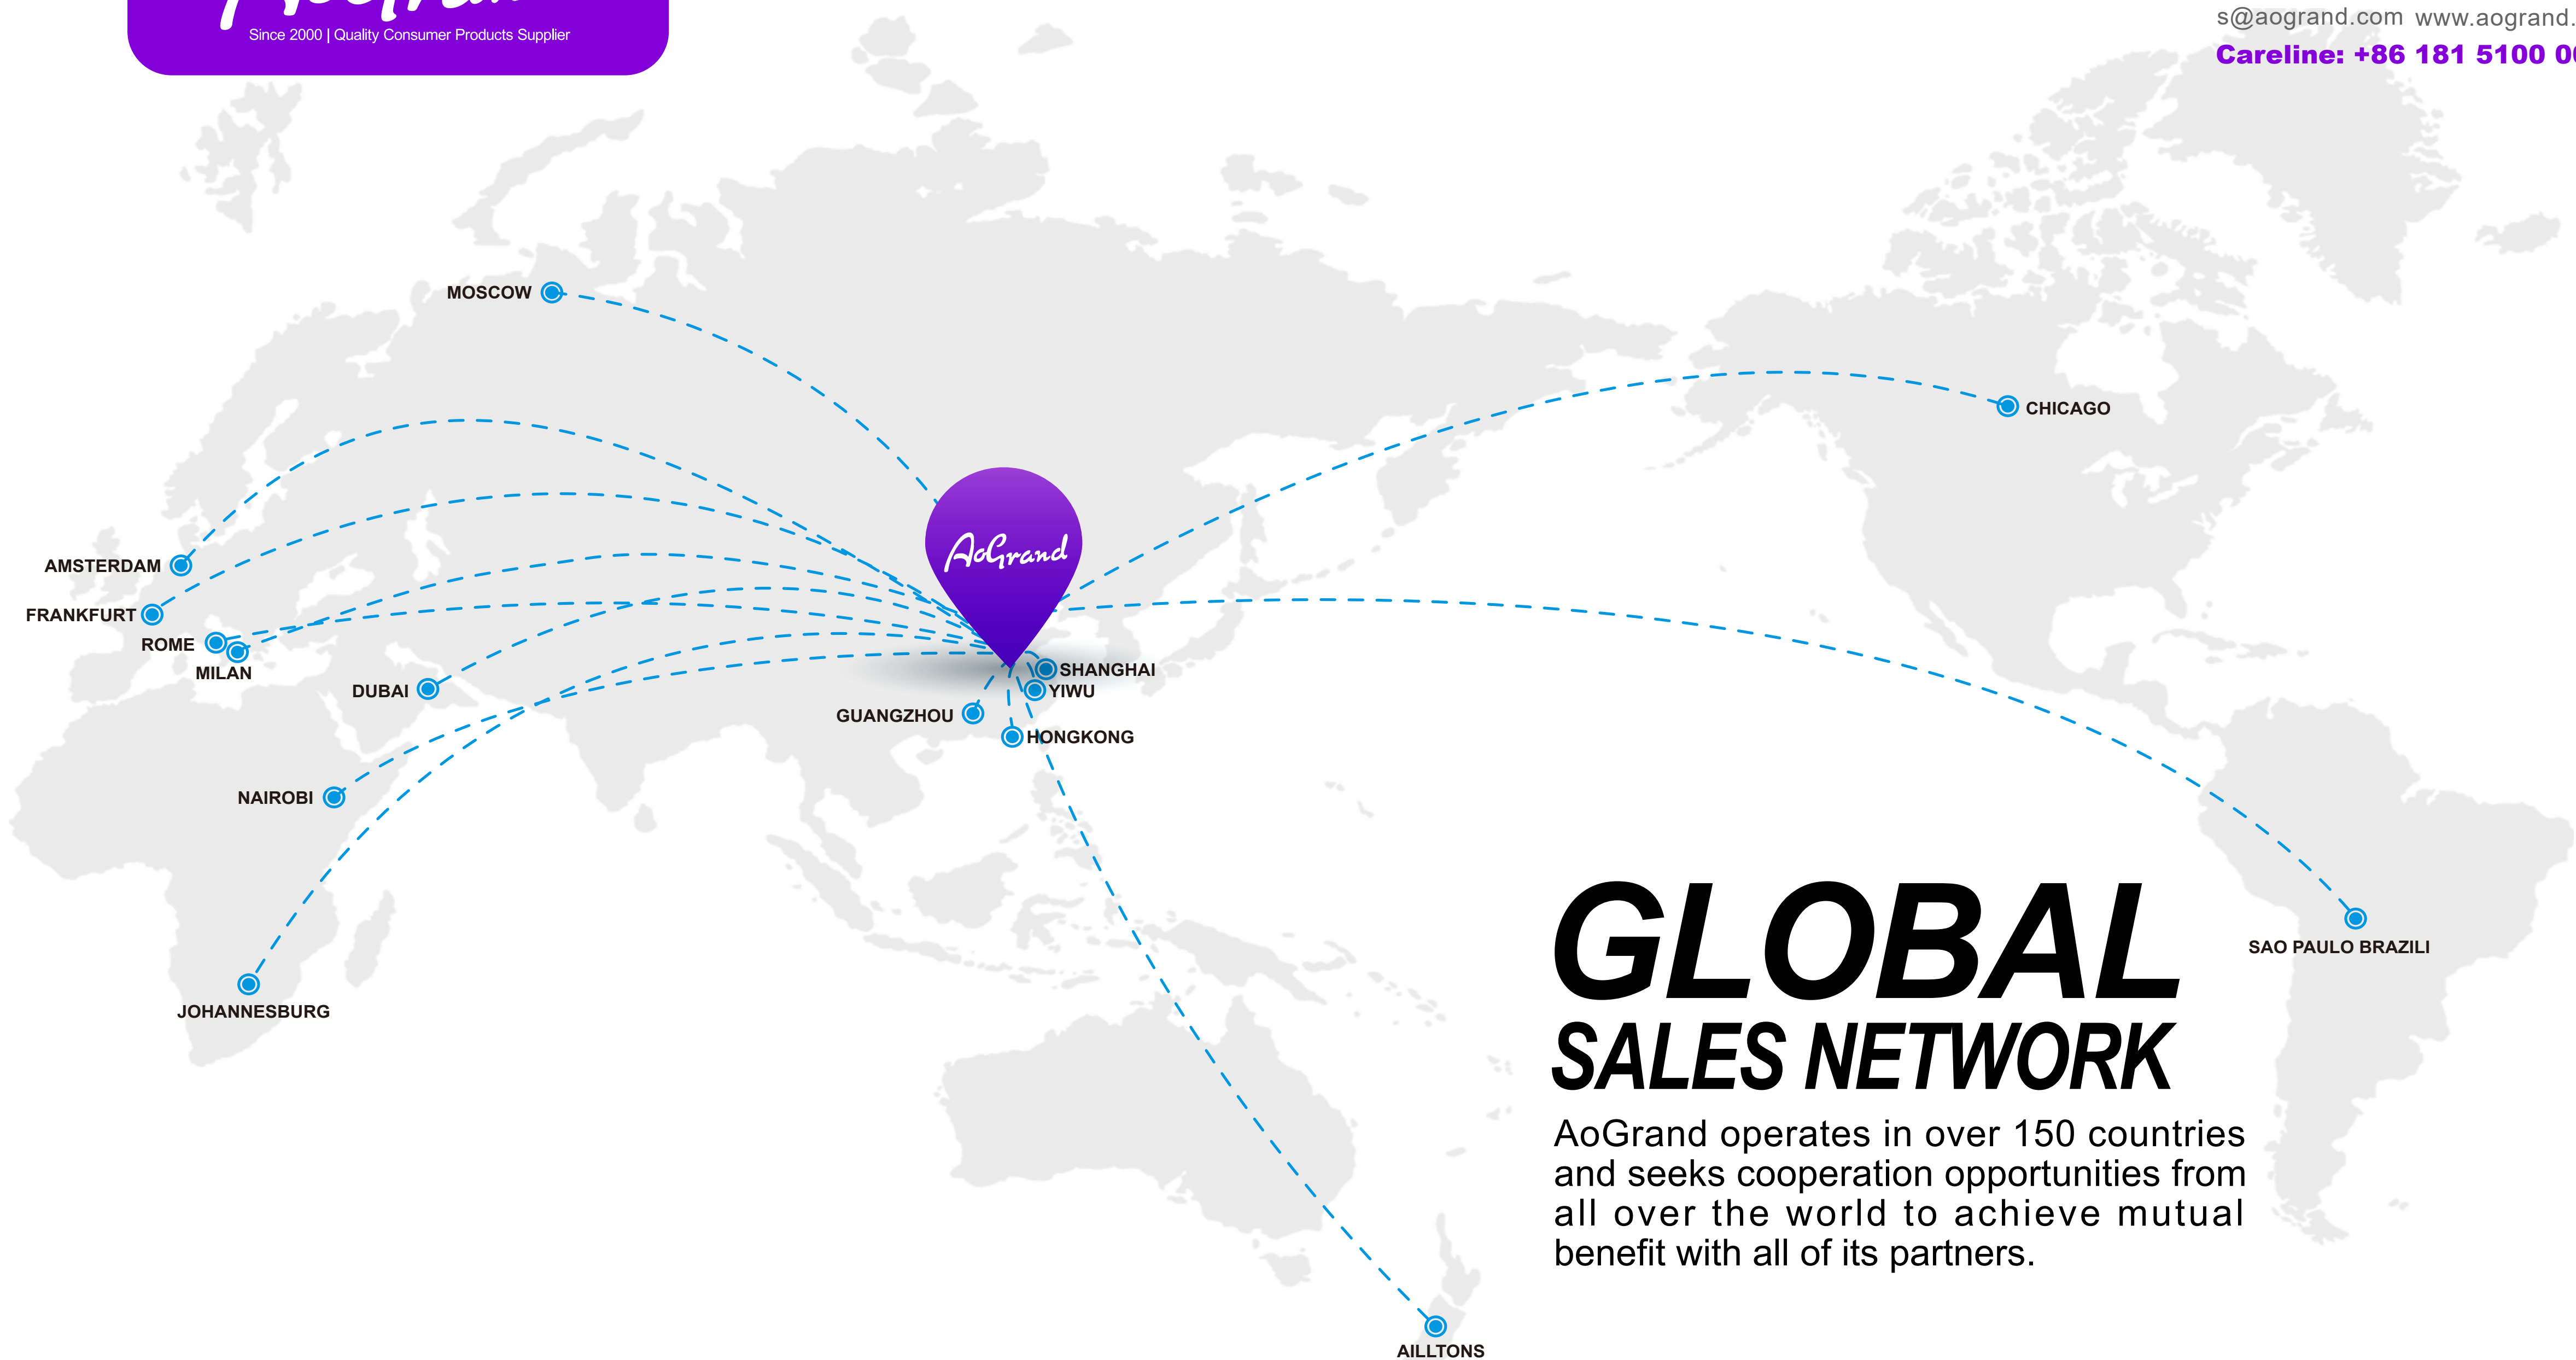 Since 2000 | Quality Consumer Products Supplier
s@aogrand.com www.aogrand.
Careline: +86 181 5100
MOSCOW
CHICAGO
AoGrand
AMSTERDAM
FRANKFURT
ROME
MILAN
DUBAI
SHANGHAI
YIWU
GUANGZHOU
HONGKONG
NAIROBI
JOHANNESBURG
SAO PAULO BRAZILI
GLOBAL
SALES NETWORK
AoGrand operates in over 150 countries
and seeks cooperation opportunities from
all over the world to achieve mutual
benefit with all of its partners.
AILLTONS